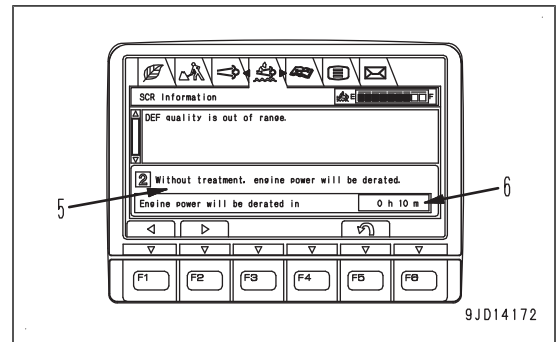 SCR Information
E F
DEF quality is out of range.
2 Without treatment, engine power will be derated.
Engine power will be derated in 0 h 10 m
5
6
F1 F2 F3 F4 F5 F6
9JD14172